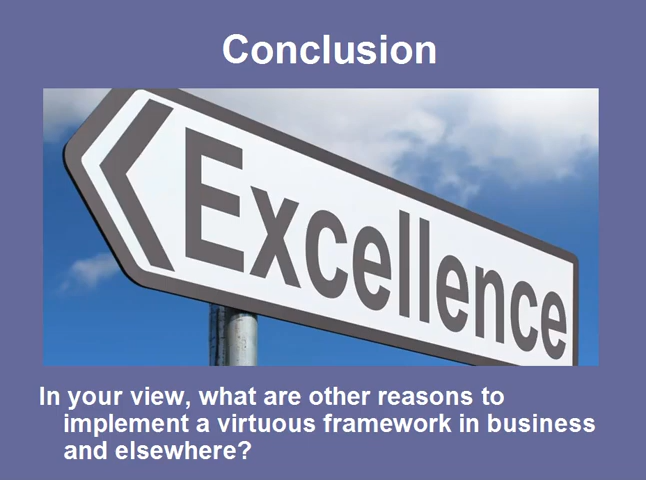 Conclusion
Excellence
In your view, what are other reasons to
implement a virtuous framework in business
and elsewhere?